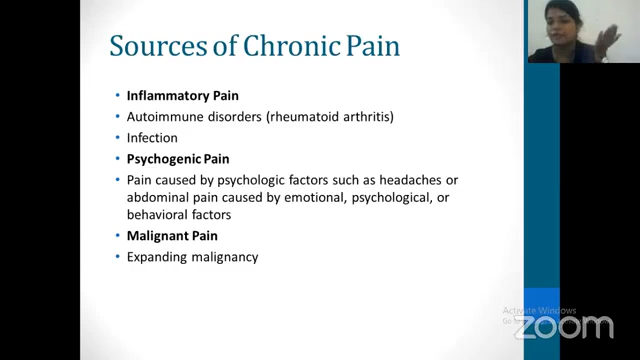 Sources of Chronic Pain
• Inflammatory Pain
• Autoimmune disorders (rheumatoid arthritis)
• Infection
• Psychogenic Pain
• Pain caused by psychologic factors such as headaches or
abdominal pain caused by emotional, psychological, or
behavioral factors
• Malignant Pain
• Expanding malignancy
Activate Windows
Go to
zoom